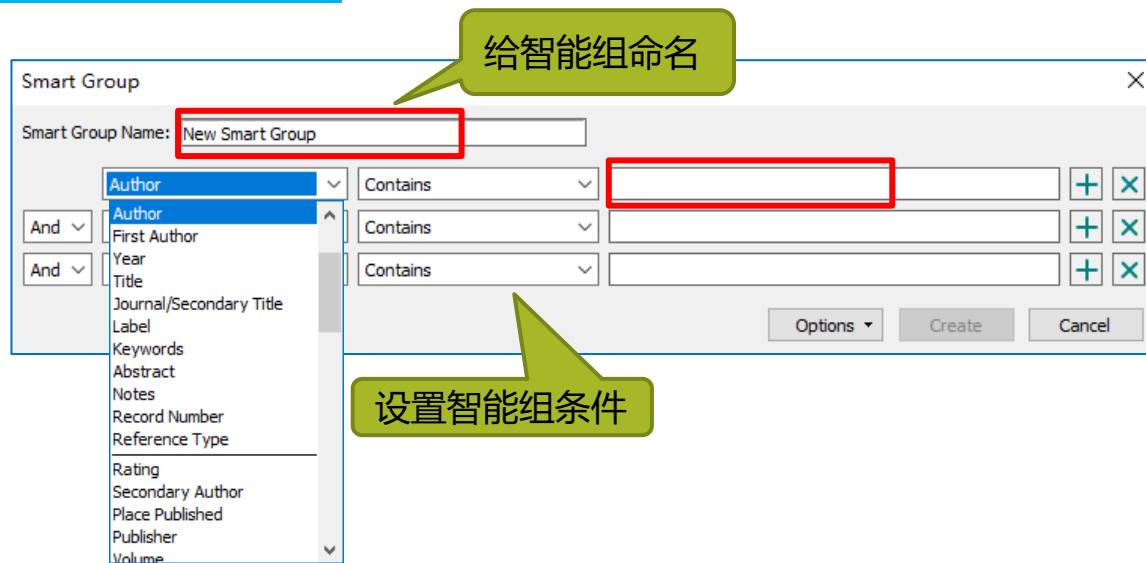 给智能组命名
Smart Group
Smart Group Name: New Smart Group
Author Contains
And Contains
And Contains
Author
First Author
Year
Title
Journal/Secondary Title
Label
Keywords
Abstract
Notes
Record Number
Reference Type
Rating
Secondary Author
Place Published
Publisher
Volume
Options Create Cancel
设置智能组条件